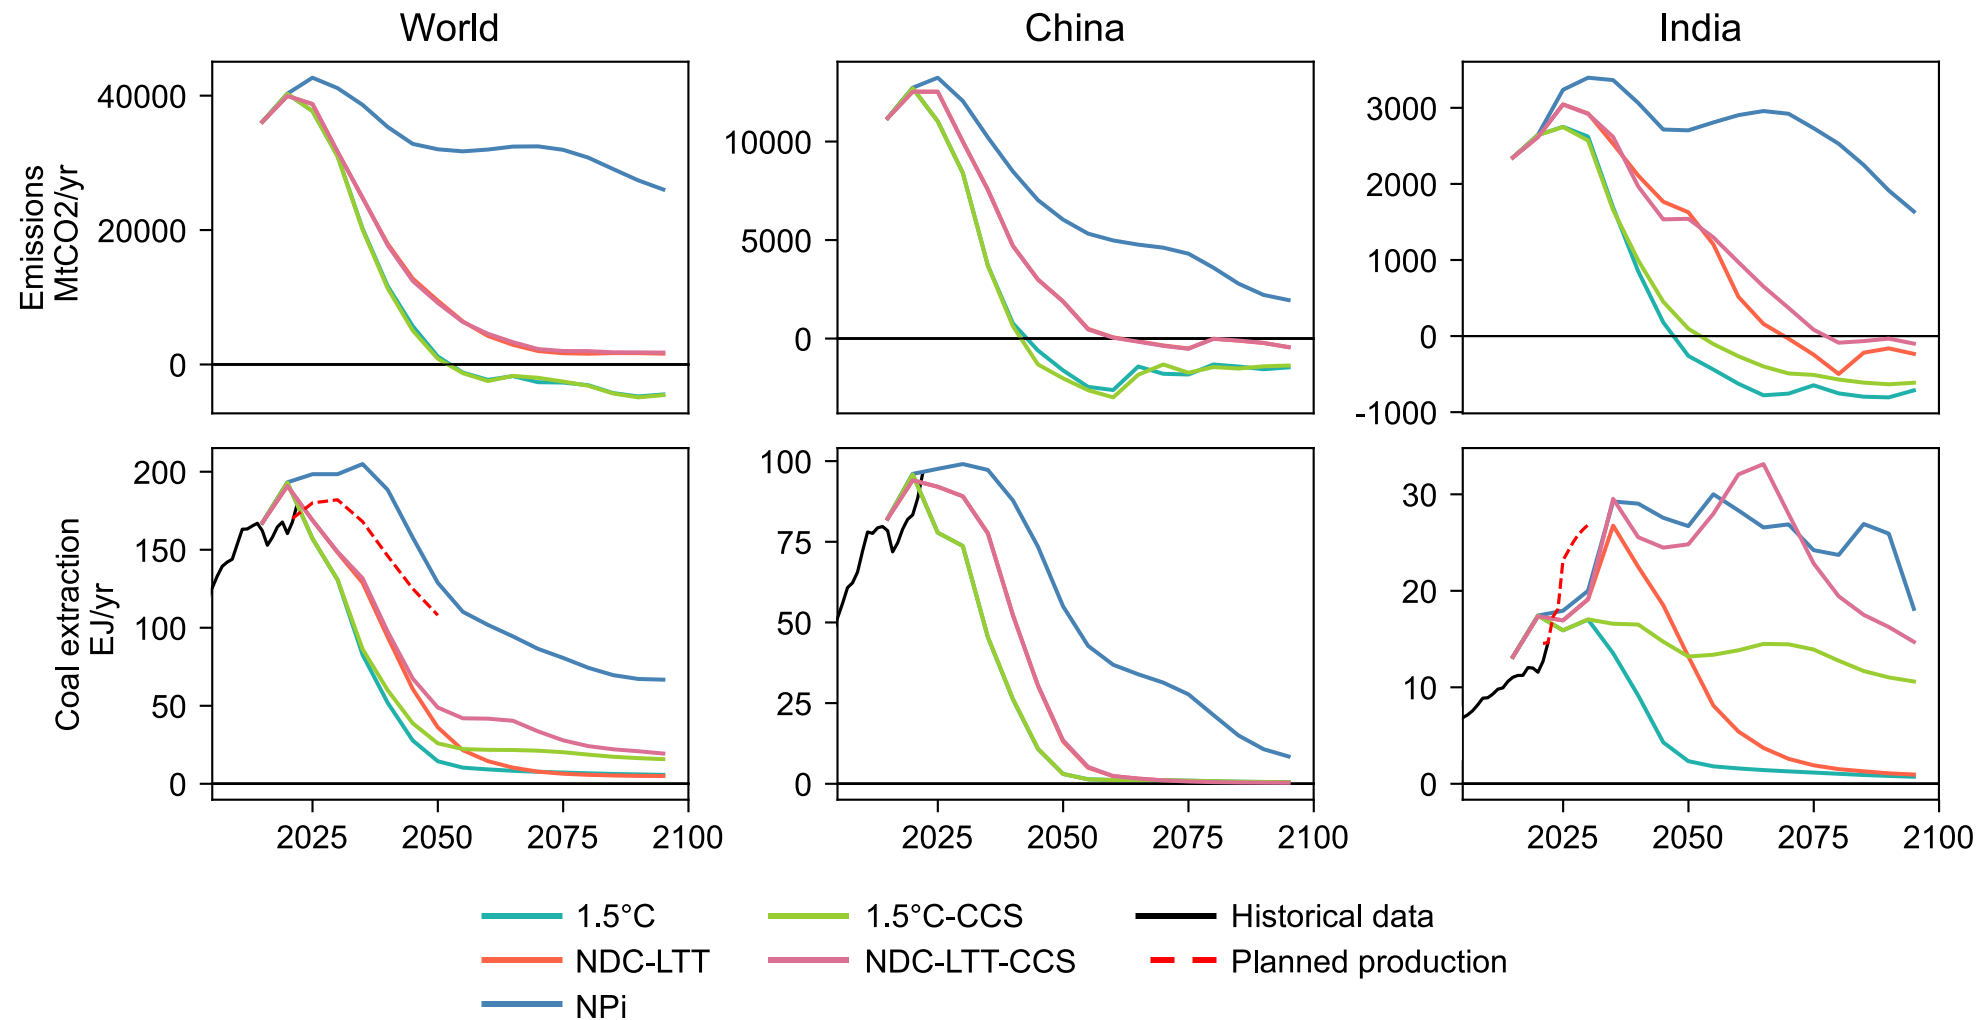 World
China
India
Emissions
MtCO2/yr
40000
20000
0
10000
5000
0
3000
2000
1000
0
-1000
Coal extraction
EJ/yr
200
150
100
50
0
100
75
50
25
0
30
20
10
0
2025
2050
2075
2100
2025
2050
2075
2100
2025
2050
2075
2100
1.5°C
1.5°C-CCS
Historical data
NDC-LTT
NDC-LTT-CCS
Planned production
NPi